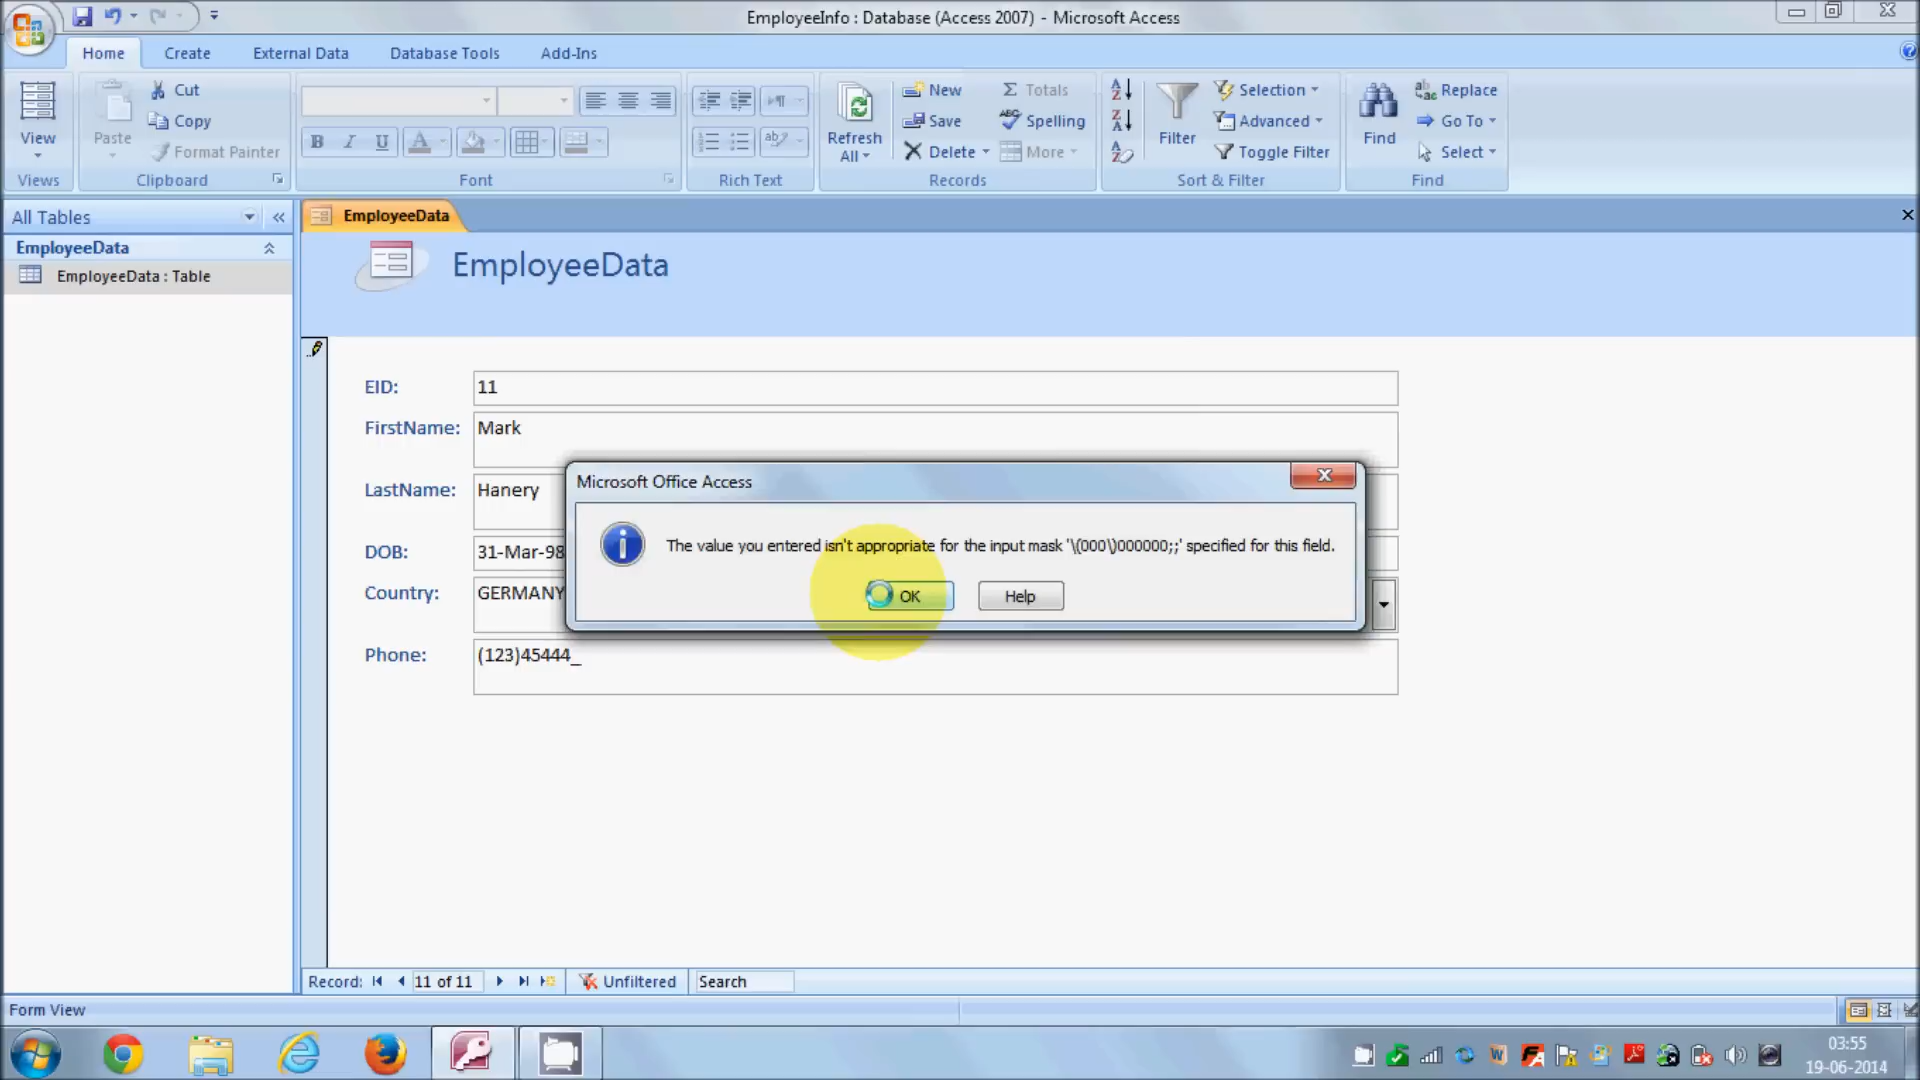 EmployeeInfo : Database (Access 2007) - Microsoft Access
Home Create External Data Database Tools Add-Ins
View
Views
Paste
Cut
Copy
Format Painter
Clipboard
B I U
Font
Rich Text
Refresh All
New
Save
Delete
Totals
Spelling
More
Records
Filter
Selection
Advanced
Toggle Filter
Sort & Filter
Find
Replace
Go To
Select
Find
All Tables
EmployeeData
EmployeeData : Table
EmployeeData
EmployeeData
EID: 11
FirstName: Mark
LastName: Hanery
DOB: 31-Mar-98
Country: GERMANY
Phone: (123)45444_
Microsoft Office Access
The value you entered isn't appropriate for the input mask '\(000\)000000;;' specified for this field.
OK Help
Record: 11 of 11 Unfiltered Search
Form View
03:55
19-06-2014